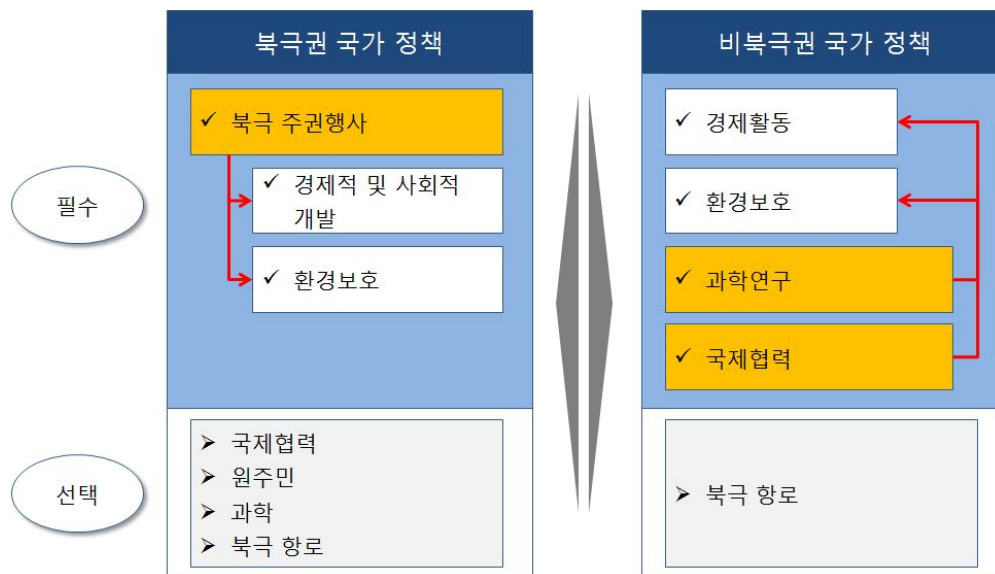 북극권 국가 정책
비북극권 국가 정책
필수
✓ 북극 주권행사
✓ 경제적 및 사회적
개발
✓ 환경보호
✓ 경제활동
✓ 환경보호
✓ 과학연구
✓ 국제협력
선택
➢ 국제협력
➢ 원주민
➢ 과학
➢ 북극 항로
➢ 북극 항로